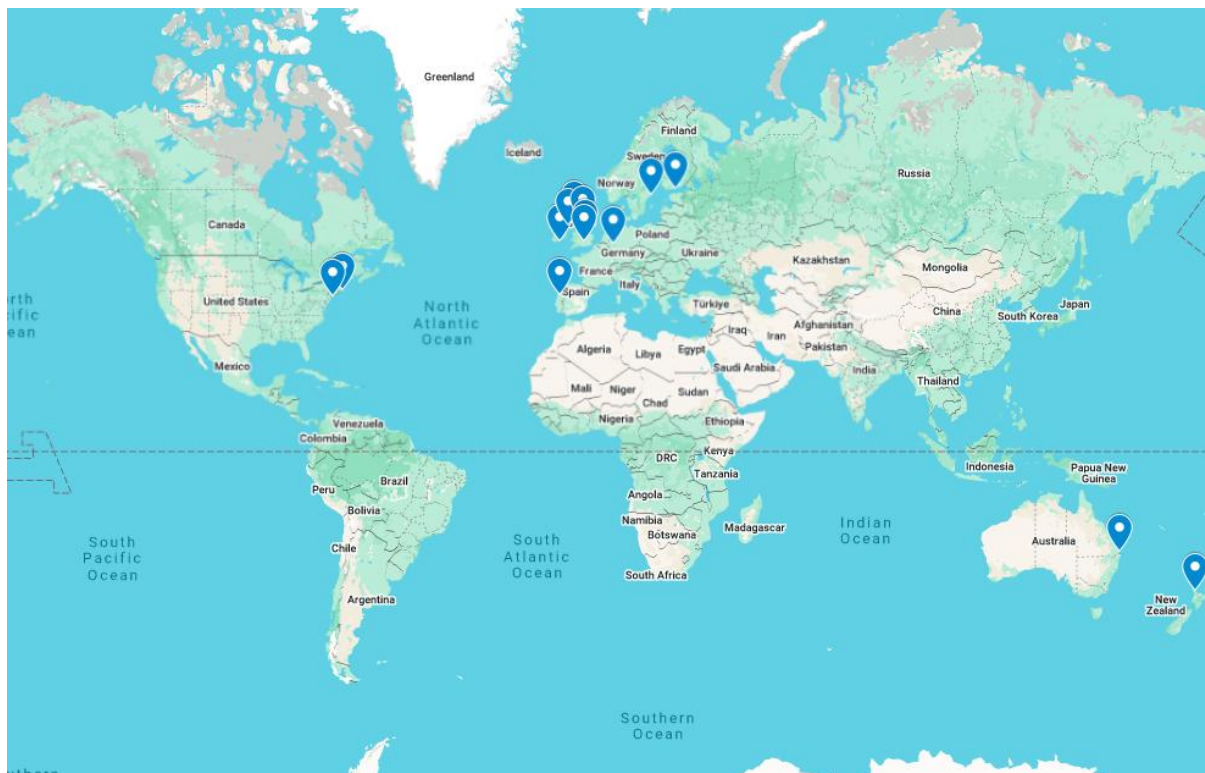 Greenland
Iceland
Finland
Sweden
Norway
Russia
Canada
Poland
Germany
Ukraine
France
Kazakhstan
Mongolia
Italy
Spain
United States
North
Atlantic
Ocean
Türkiye
China
Japan
South Korea
Iraq
Iran
Afghanistan
Pakistan
Algeria
Libya
Egypt
Saudi Arabia
India
Mexico
Mali
Niger
Chad
Sudan
Thailand
Nigeria
Ethiopia
Venezuela
Colombia
DRC
Kenya
Tanzania
Indonesia
Papua New
Guinea
Peru
Brazil
Bolivia
Angola
Namibia
Botswana
Madagascar
Indian
Ocean
South
Pacific
Ocean
Chile
South
Atlantic
Ocean
South Africa
Australia
Argentina
New
Zealand
Southern
Ocean